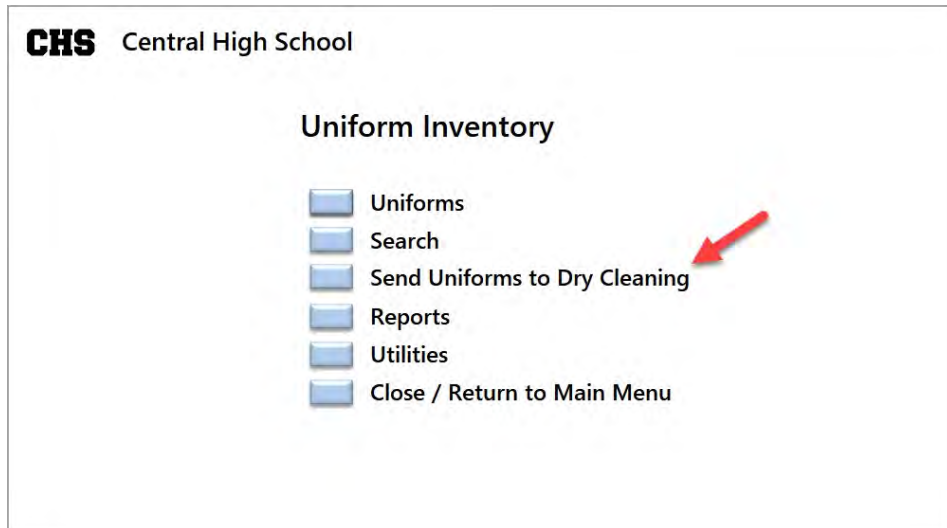 CHS Central High School
Uniform Inventory
Uniforms
Search
Send Uniforms to Dry Cleaning
Reports
Utilities
Close / Return to Main Menu